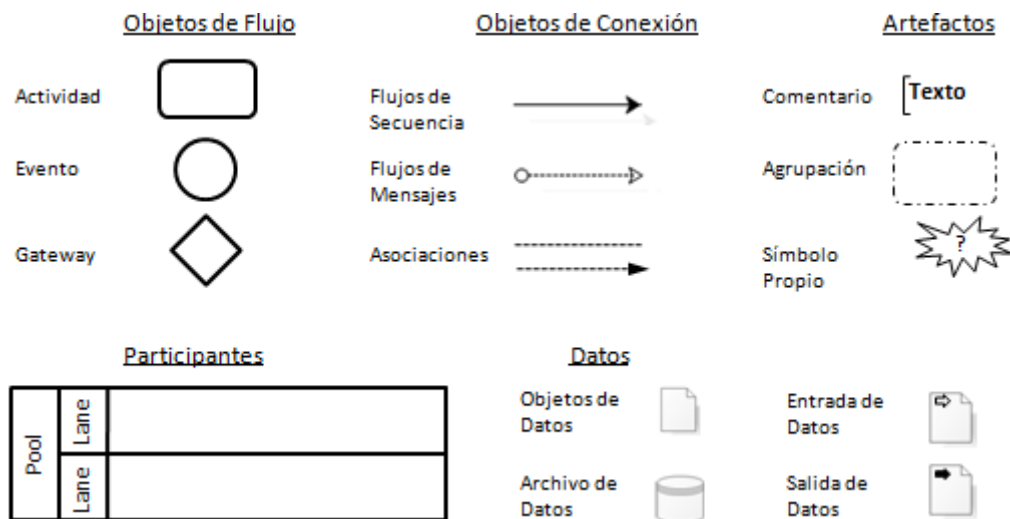 Objetos de Flujo
Objetos de Conexión
Artefactos
Actividad
Flujos de
Secuencia
Comentario
Texto
Evento
Flujos de
Mensajes
Agrupación
Gateway
Asociaciones
Símbolo
Propio
?
Participantes
Datos
Pool
Lane
Lane
Objetos de
Datos
Entrada de
Datos
Archivo de
Datos
Salida de
Datos